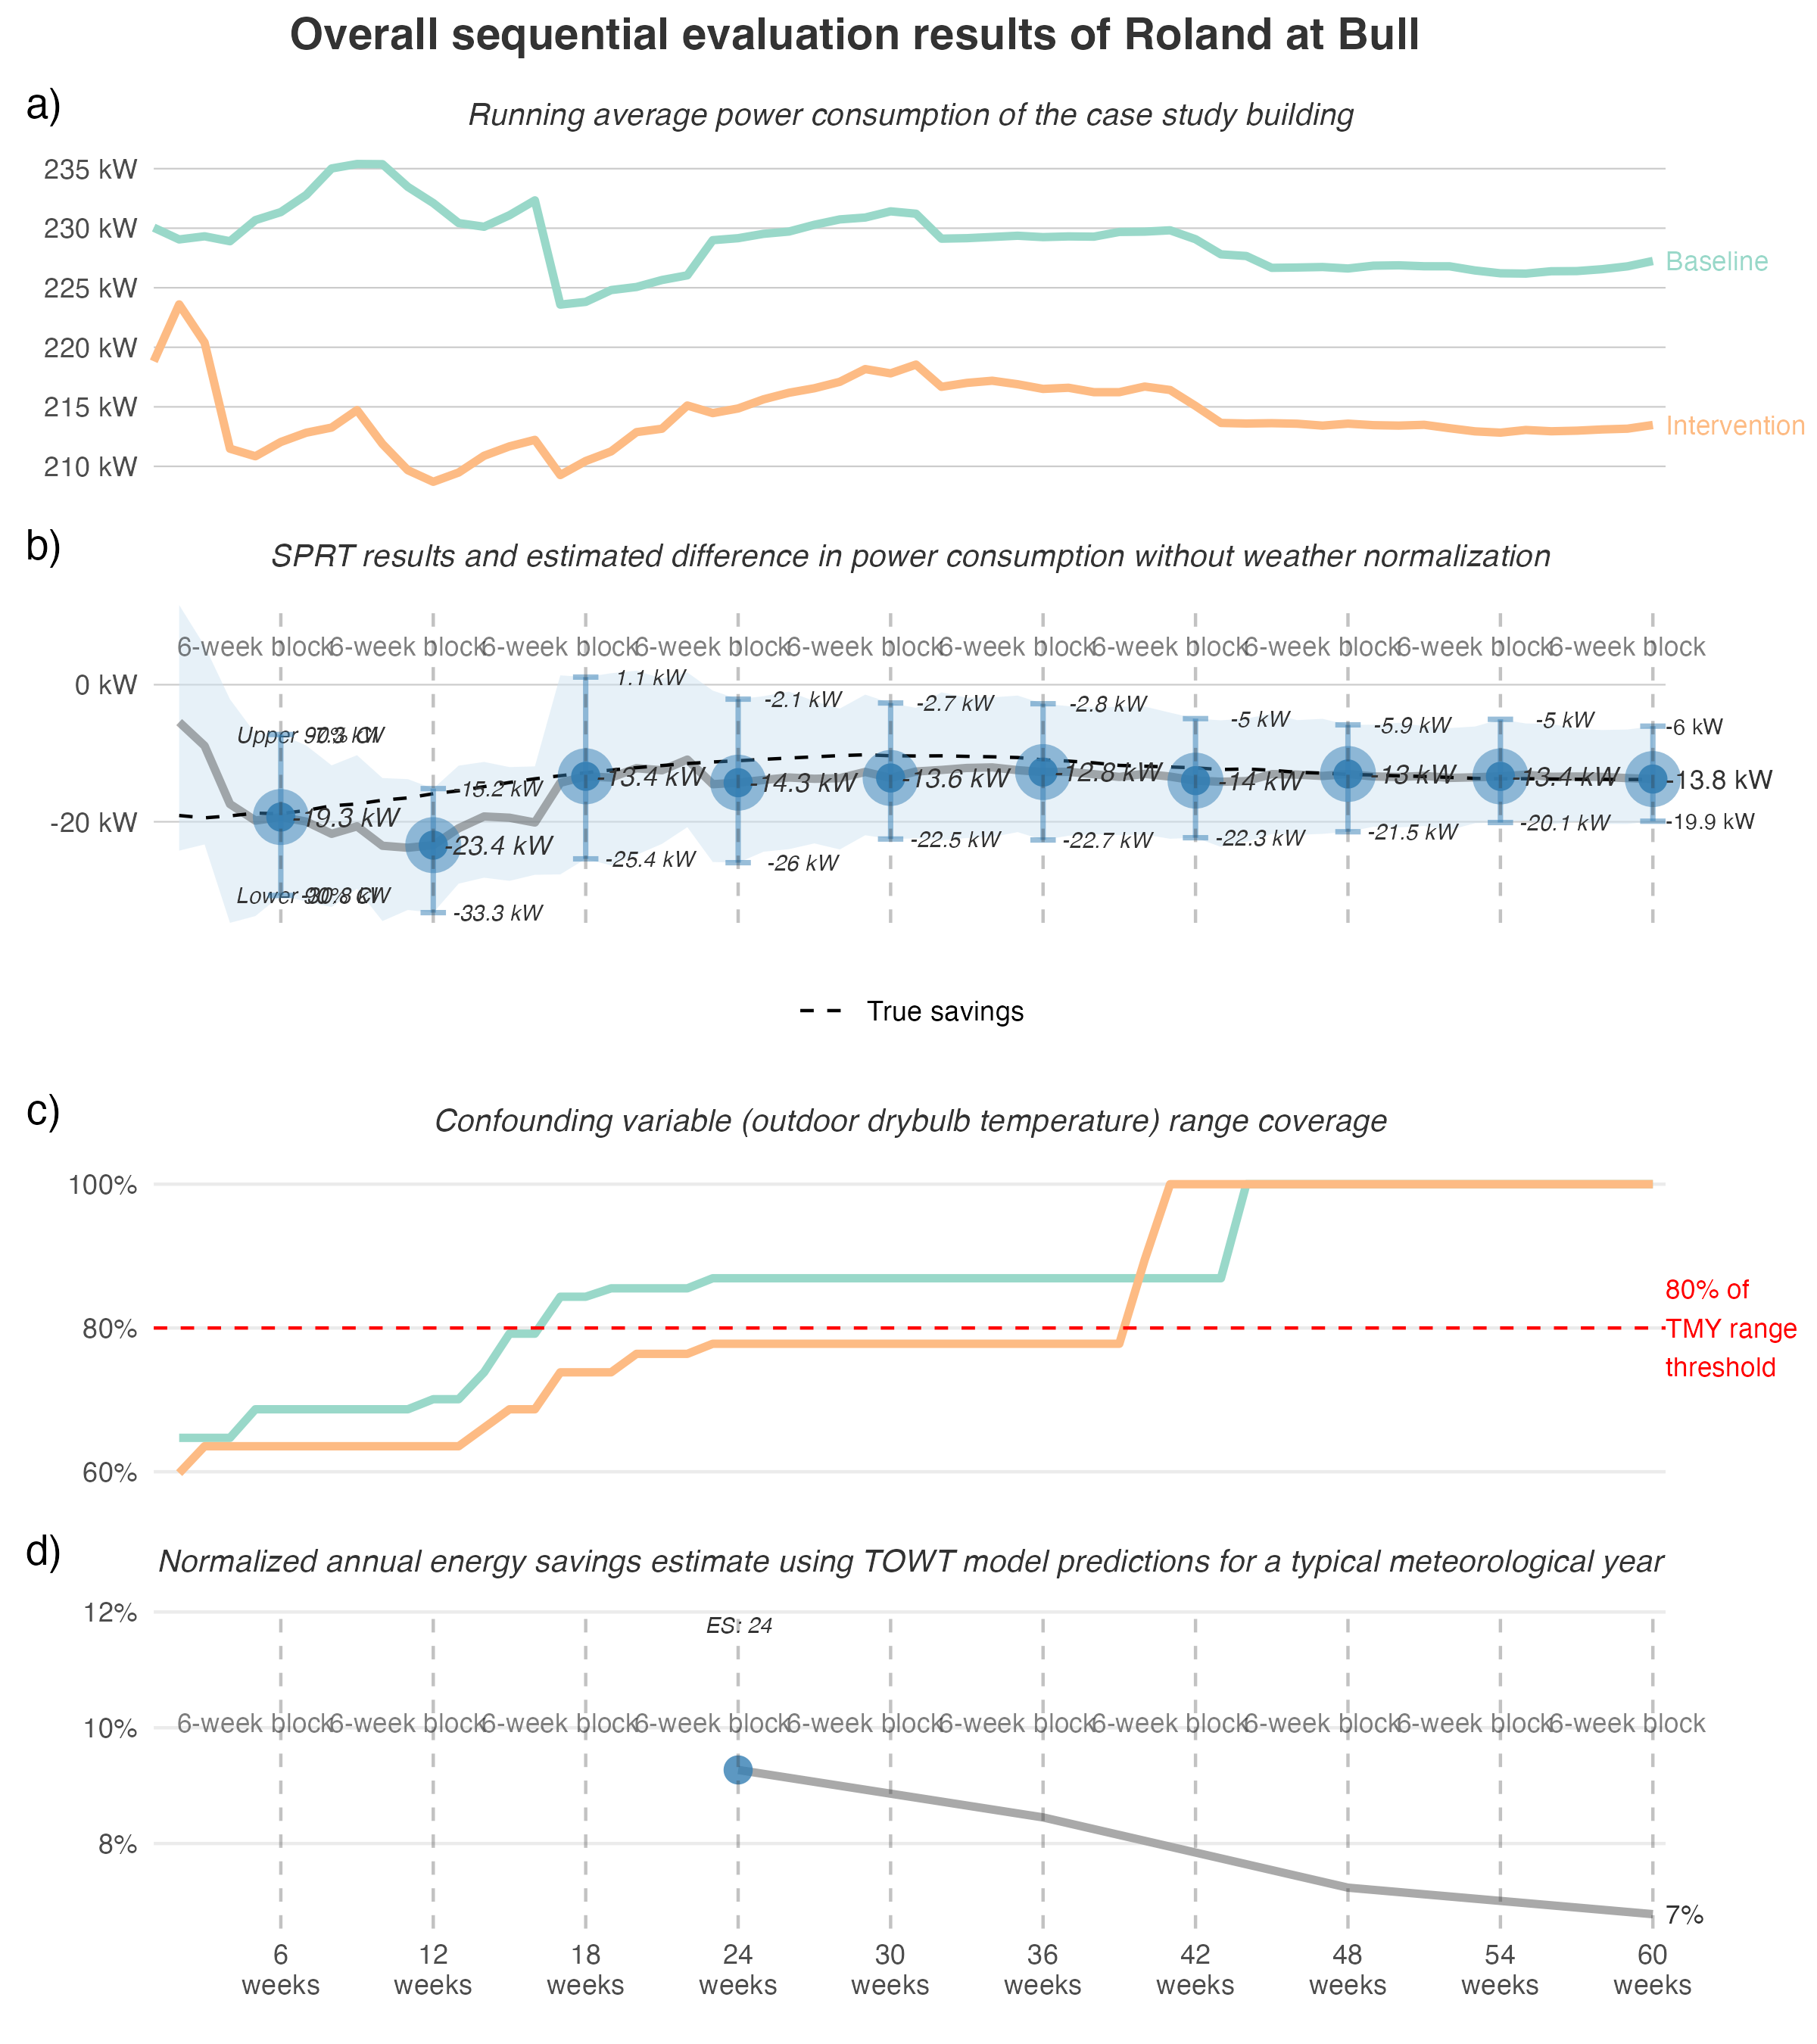 Overall sequential evaluation results of Roland at Bull
a)
Running average power consumption of the case study building
235 kW
230 kW
225 kW
220 kW
215 kW
210 kW
Baseline
Intervention
b)
SPRT results and estimated difference in power consumption without weather normalization
6-week block 6-week block 6-week block 6-week block 6-week block 6-week block 6-week block 6-week block 6-week block 6-week block
0 kW
-20 kW
Upper 90% CI -7.3 kW
-15.2 kW
1.1 kW
-2.1 kW
-2.7 kW
-2.8 kW
-5 kW
-5.9 kW
-5 kW
-6 kW
-19.3 kW
-23.4 kW
-13.4 kW
-14.3 kW
-13.6 kW
-12.8 kW
-14 kW
-13 kW
-13.4 kW
-13.8 kW
Lower 90% CI -30.8 kW
-33.3 kW
-25.4 kW
-26 kW
-22.5 kW
-22.7 kW
-22.3 kW
-21.5 kW
-20.1 kW
-19.9 kW
True savings
c)
Confounding variable (outdoor drybulb temperature) range coverage
100%
80%
60%
80% of
TMY range
threshold
d)
Normalized annual energy savings estimate using TOWT model predictions for a typical meteorological year
12%
10%
8%
ES: 24
6-week block 6-week block 6-week block 6-week block 6-week block 6-week block 6-week block 6-week block 6-week block 6-week block
7%
6 12 18 24 30 36 42 48 54 60
weeks weeks weeks weeks weeks weeks weeks weeks weeks weeks